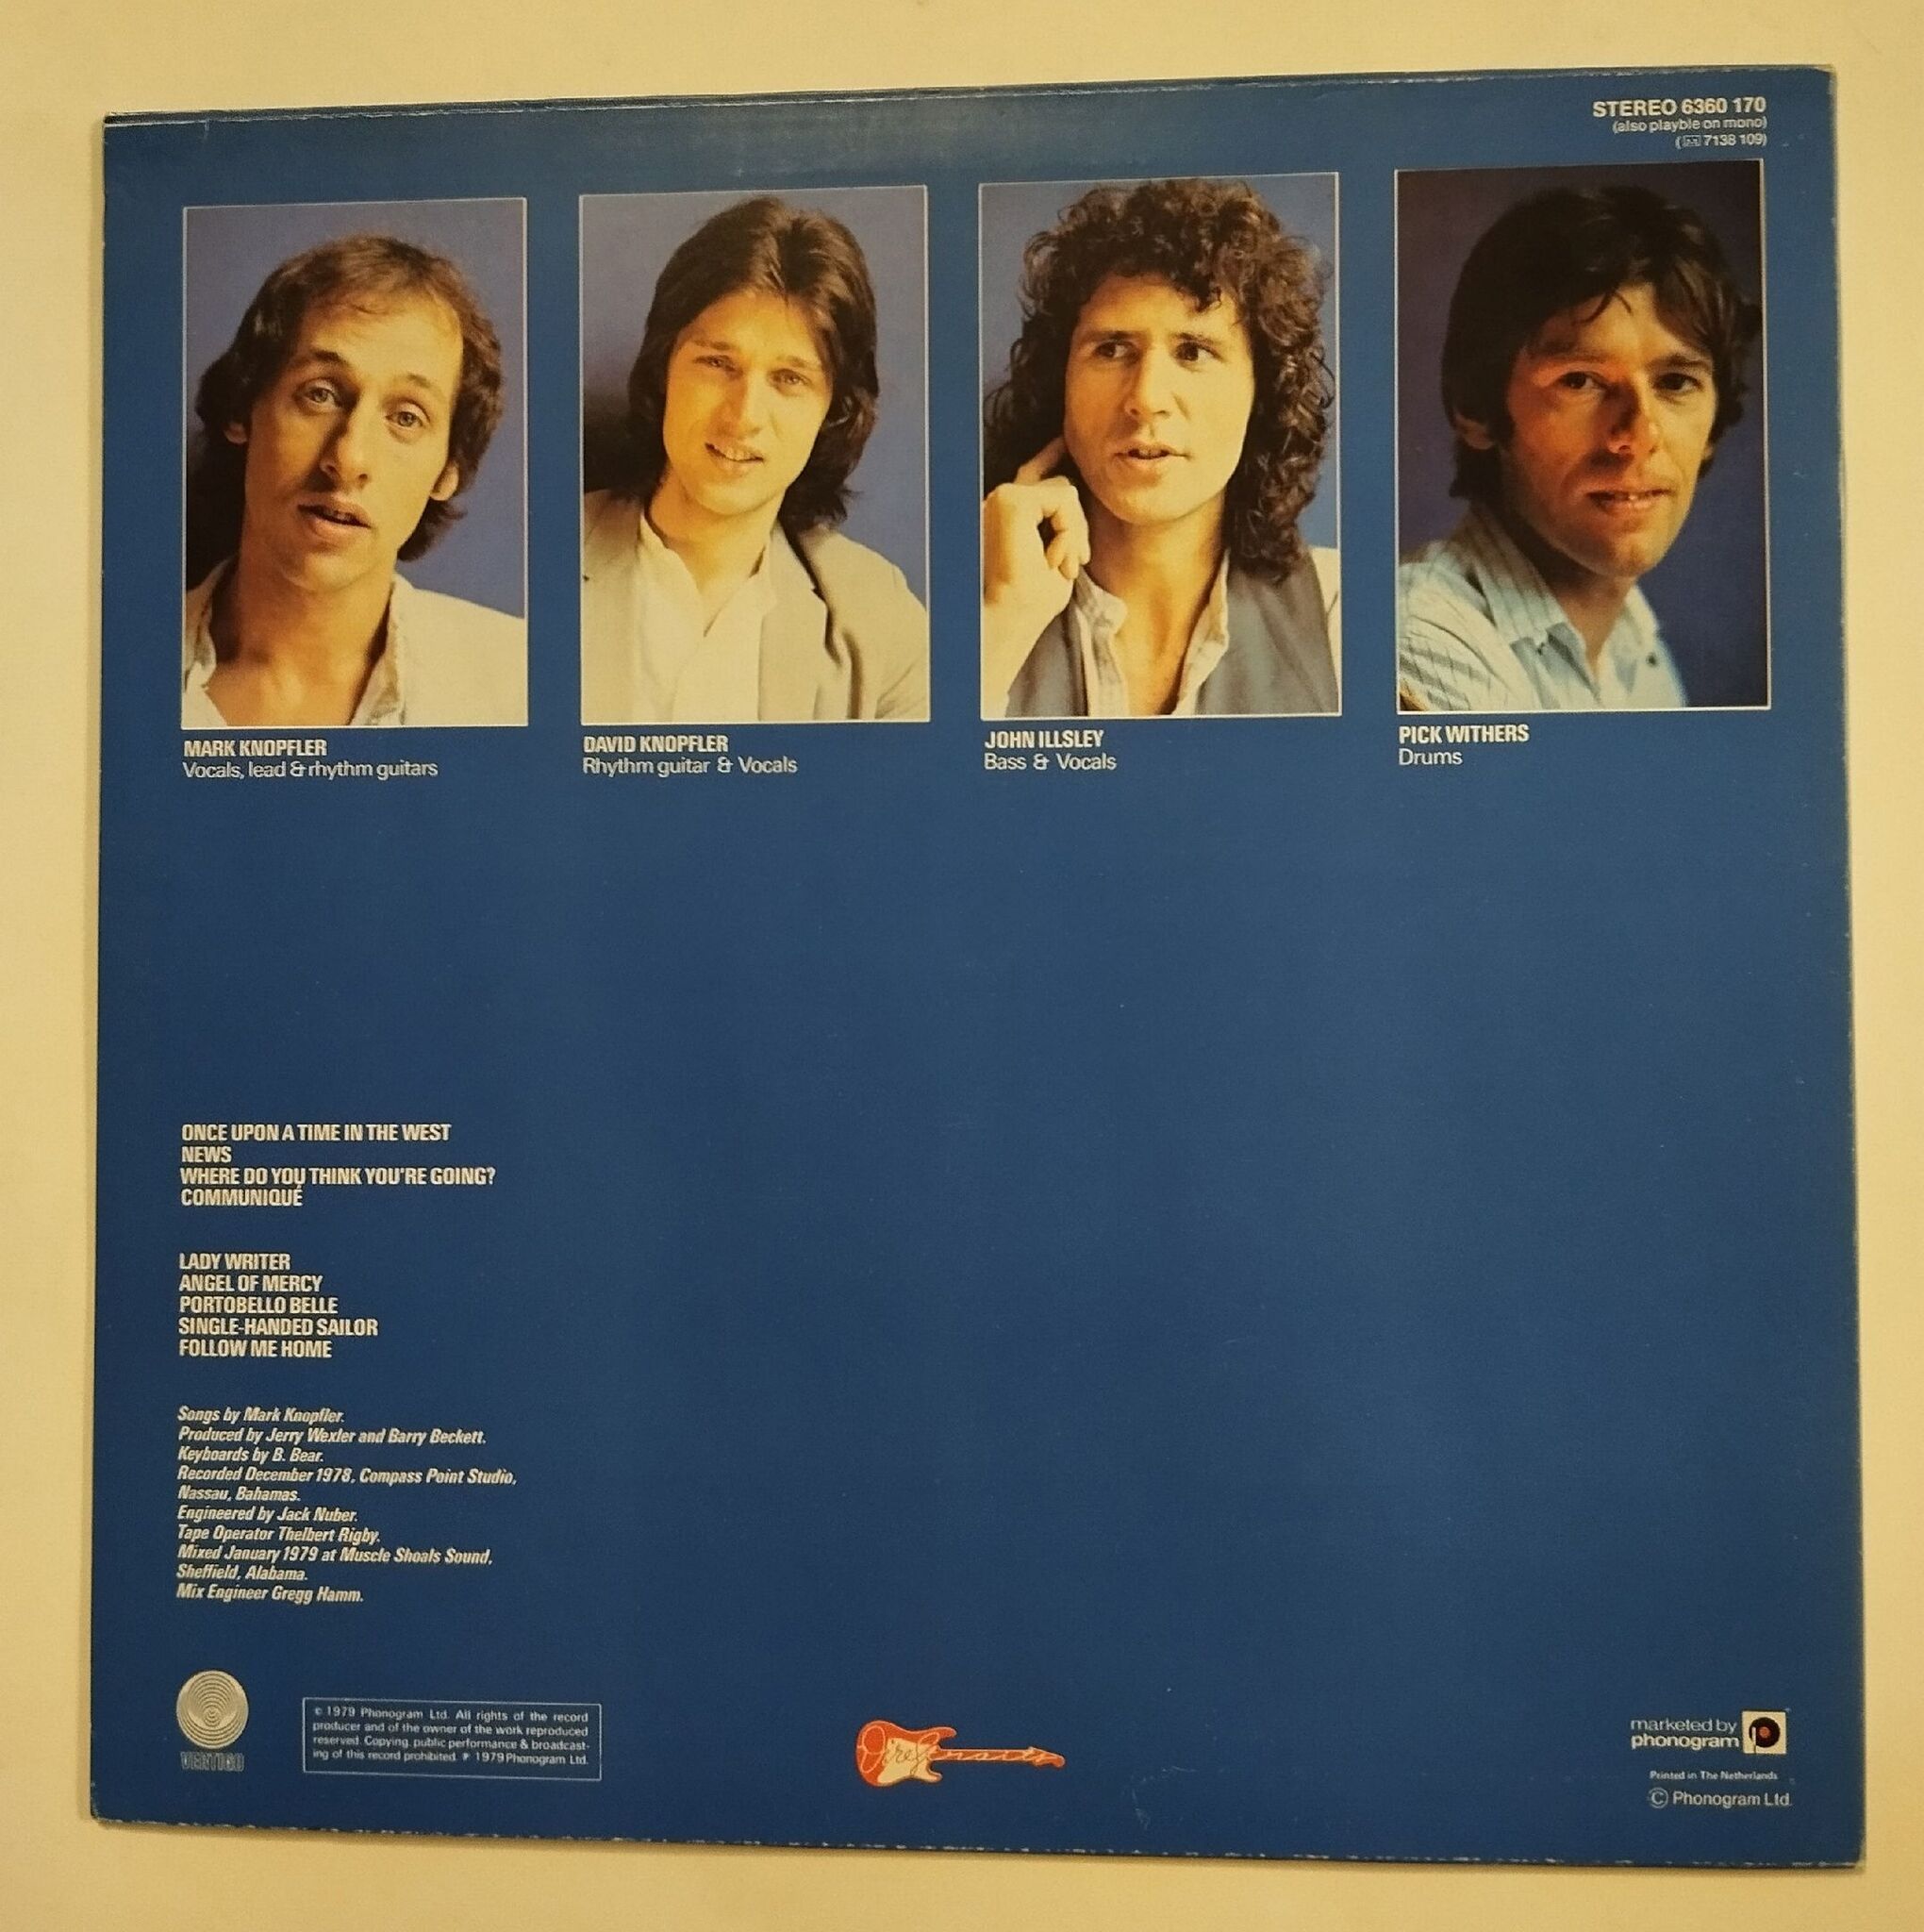 STEREO 6360 170
(also playble on mono)
(7138 109)
MARK KNOPFLER
Vocals, lead & rhythm guitars
DAVID KNOPFLER
Rhythm guitar & Vocals
JOHN ILLSLEY
Bass & Vocals
PICK WITHERS
Drums
ONCE UPON A TIME IN THE WEST
NEWS
WHERE DO YOU THINK YOU'RE GOING?
COMMUNIQUÉ
LADY WRITER
ANGEL OF MERCY
PORTOBELLO BELLE
SINGLE-HANDED SAILOR
FOLLOW ME HOME
Songs by Mark Knopfler.
Produced by Jerry Wexler and Barry Beckett.
Keyboards by B. Bear.
Recorded December 1978, Compass Point Studio,
Nassau, Bahamas.
Engineered by Jack Nuber.
Tape Operator Thelbert Rigby.
Mixed January 1979 at Muscle Shoals Sound,
Sheffield, Alabama.
Mix Engineer Gregg Hamm.
VERTIGO
© 1979 Phonogram Ltd. All rights of the record
producer and of the owner of the work reproduced
reserved. Copying, public performance & broadcast-
ing of this record prohibited. ℗ 1979 Phonogram Ltd.
Dire Straits
marketed by
phonogram
Printed in The Netherlands
© Phonogram Ltd.